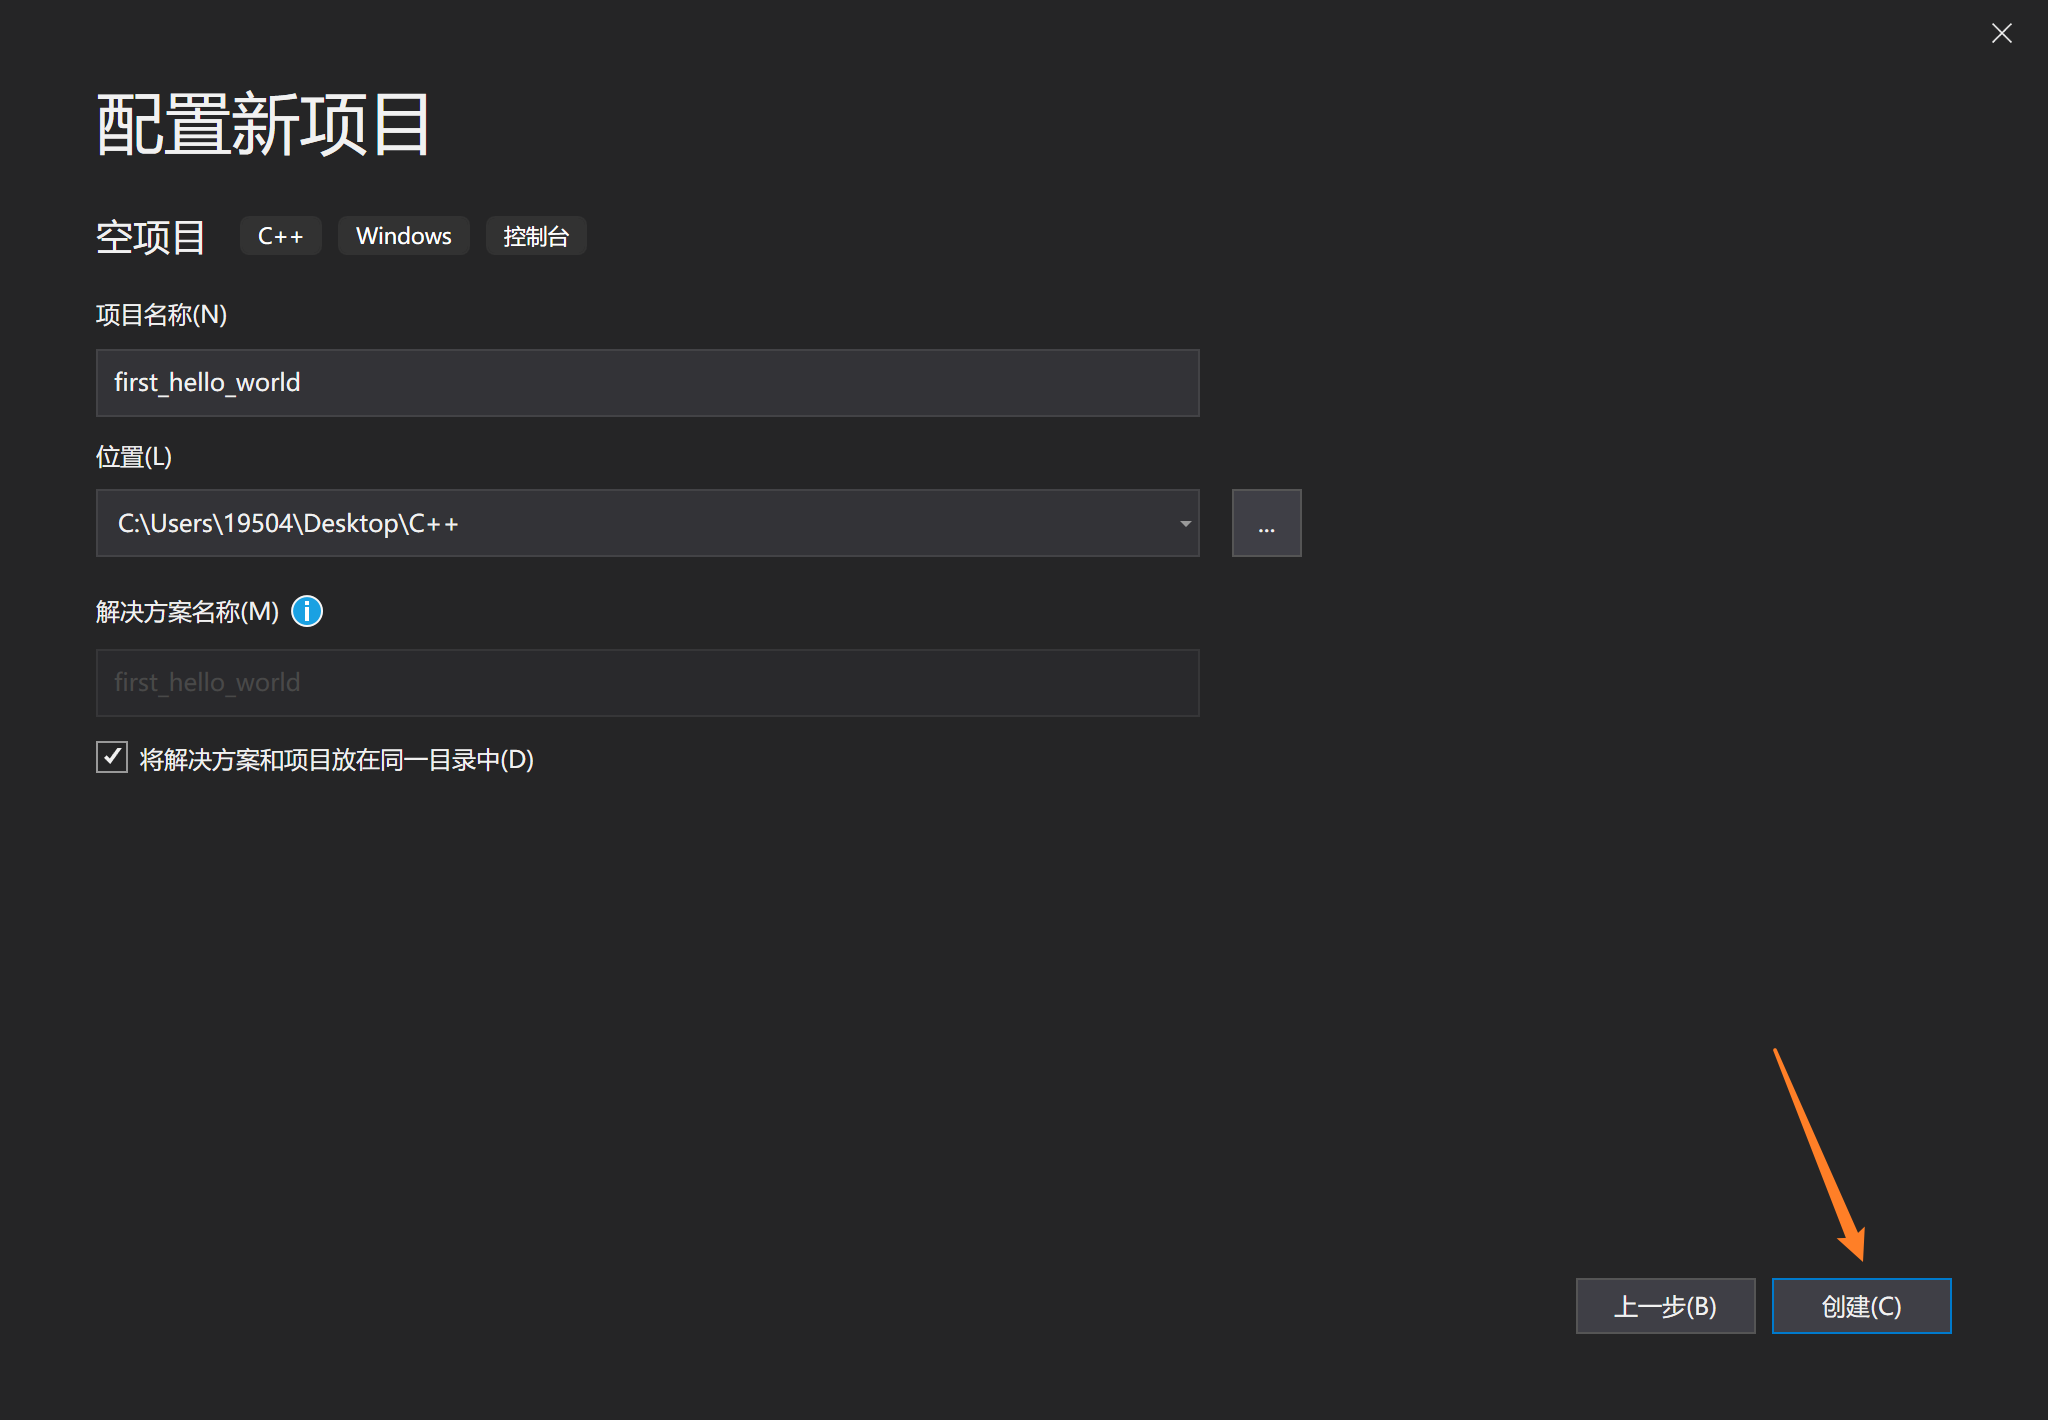 配置新项目
空项目 C++ Windows 控制台
项目名称(N)
first_hello_world
位置(L)
C:\Users\19504\Desktop\C++
...
解决方案名称(M)
first_hello_world
将解决方案和项目放在同一目录中(D)
上一步(B) 创建(C)